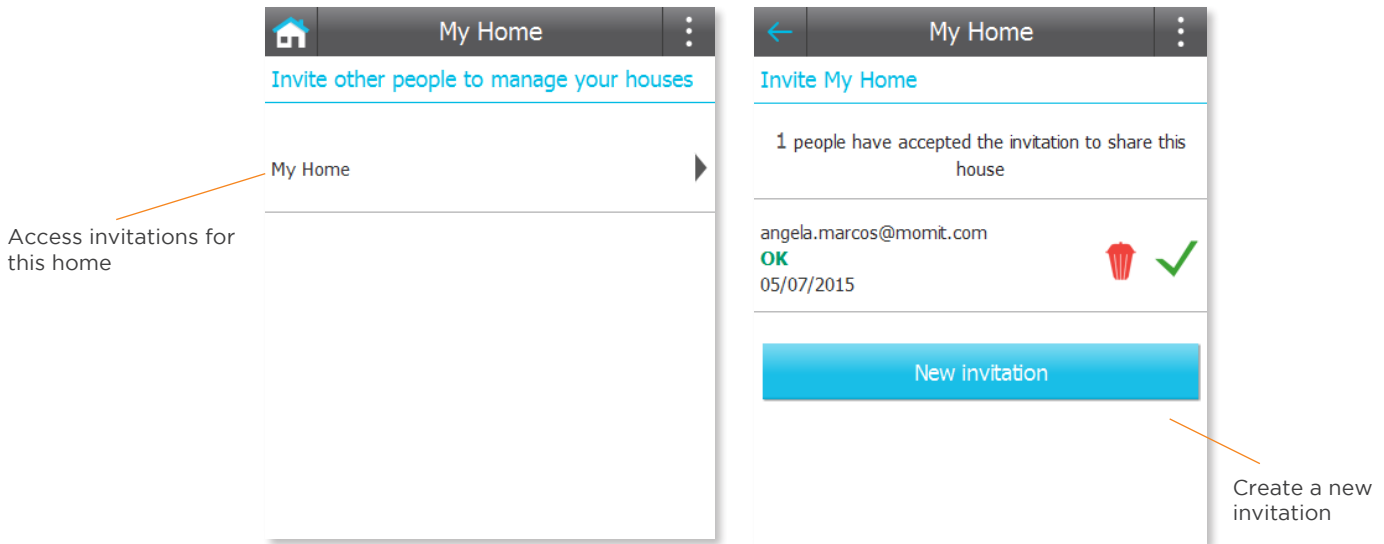 My Home
Invite other people to manage your houses
My Home
Access invitations for
this home
My Home
Invite My Home
1 people have accepted the invitation to share this
house
angela.marcos@momit.com
OK
05/07/2015
New invitation
Create a new
invitation